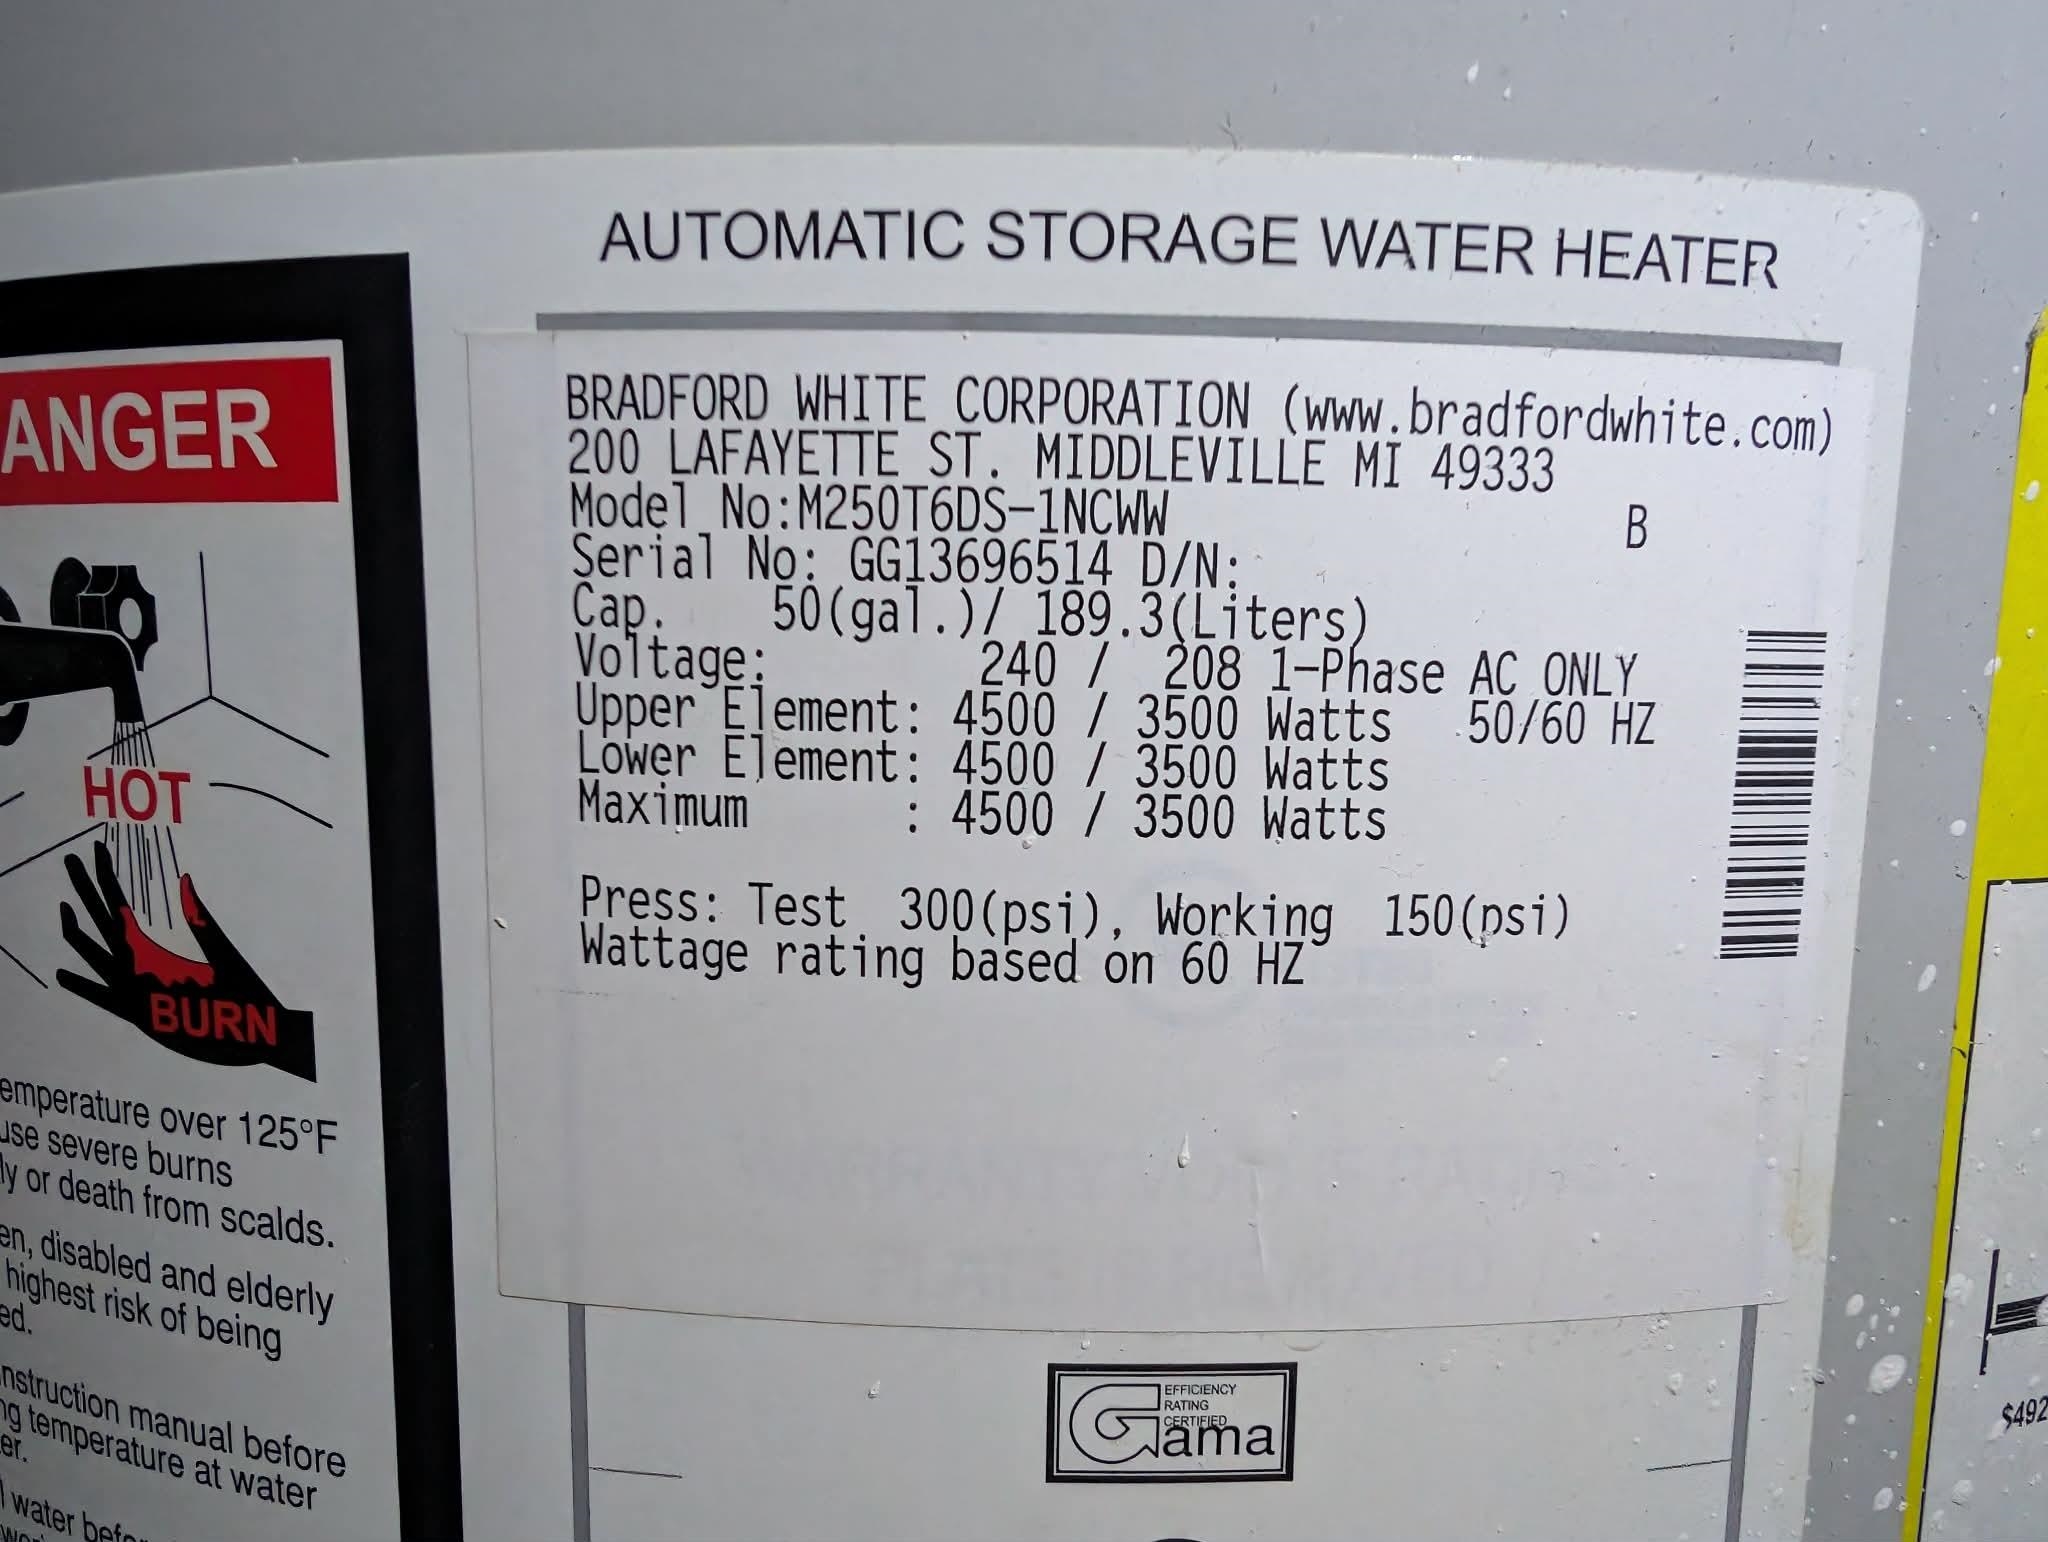 AUTOMATIC STORAGE WATER HEATER
BRADFORD WHITE CORPORATION (www.bradfordwhite.com)
200 LAFAYETTE ST. MIDDLEVILLE MI 49333
Model No:M250T6DS-1NCWW B
Serial No: GG13696514 D/N:
Cap. 50(gal.)/ 189.3(Liters)
Voltage: 240 / 208 1-Phase AC ONLY
Upper Element: 4500 / 3500 Watts 50/60 HZ
Lower Element: 4500 / 3500 Watts
Maximum : 4500 / 3500 Watts
Press: Test 300(psi), Working 150(psi)
Wattage rating based on 60 HZ
EFFICIENCY
RATING
CERTIFIED
Gama
ANGER
HOT
BURN
emperature over 125°F
use severe burns
ly or death from scalds.
en, disabled and elderly
highest risk of being
ed.
nstruction manual before
ng temperature at water
er.
water
$492